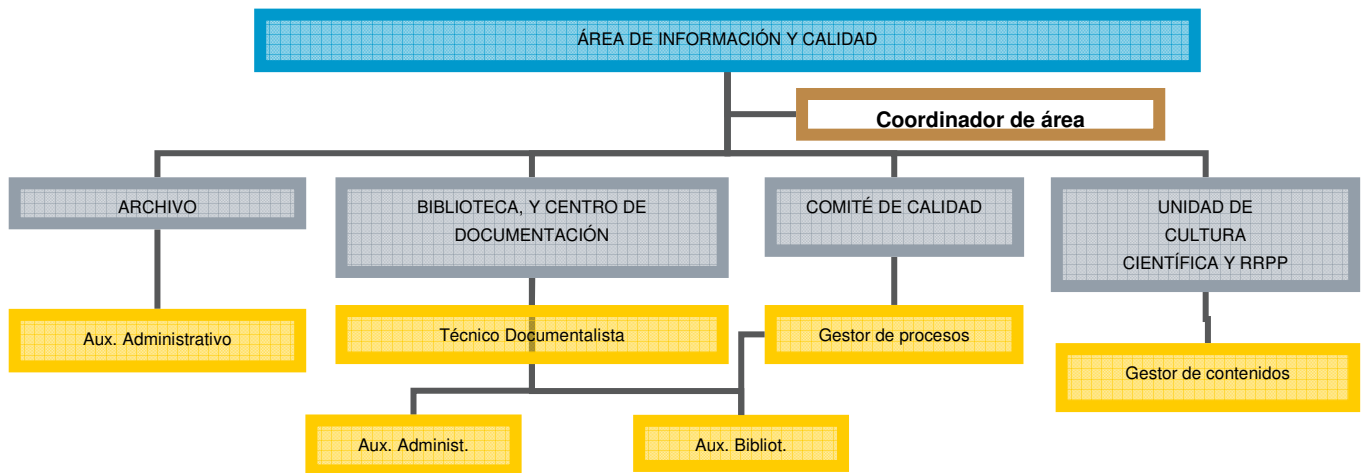 ÁREA DE INFORMACIÓN Y CALIDAD
Coordinador de área
ARCHIVO
BIBLIOTECA, Y CENTRO DE
DOCUMENTACIÓN
COMITÉ DE CALIDAD
UNIDAD DE
CULTURA
CIENTÍFICA Y RRPP
Aux. Administrativo
Técnico Documentalista
Gestor de procesos
Gestor de contenidos
Aux. Administ.
Aux. Bibliot.